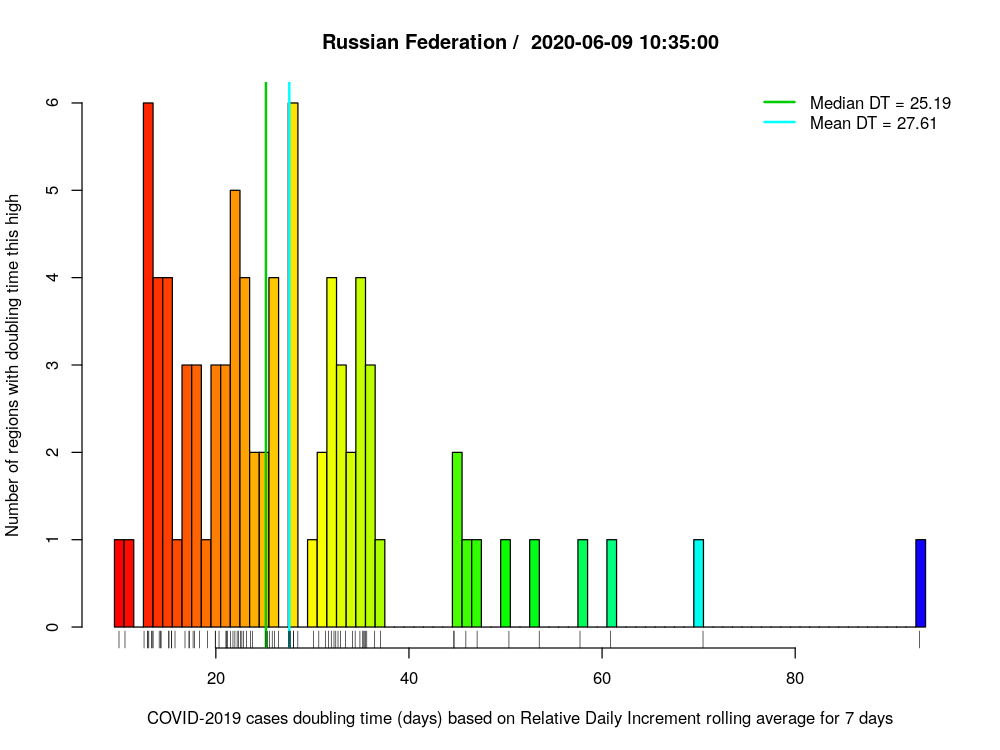 Russian Federation /  2020-06-09 10:35:00
Median DT = 25.19
Mean DT = 27.61
Number of regions with doubling time this high
6
5
4
3
2
1
0
20 40 60 80
COVID-2019 cases doubling time (days) based on Relative Daily Increment rolling average for 7 days